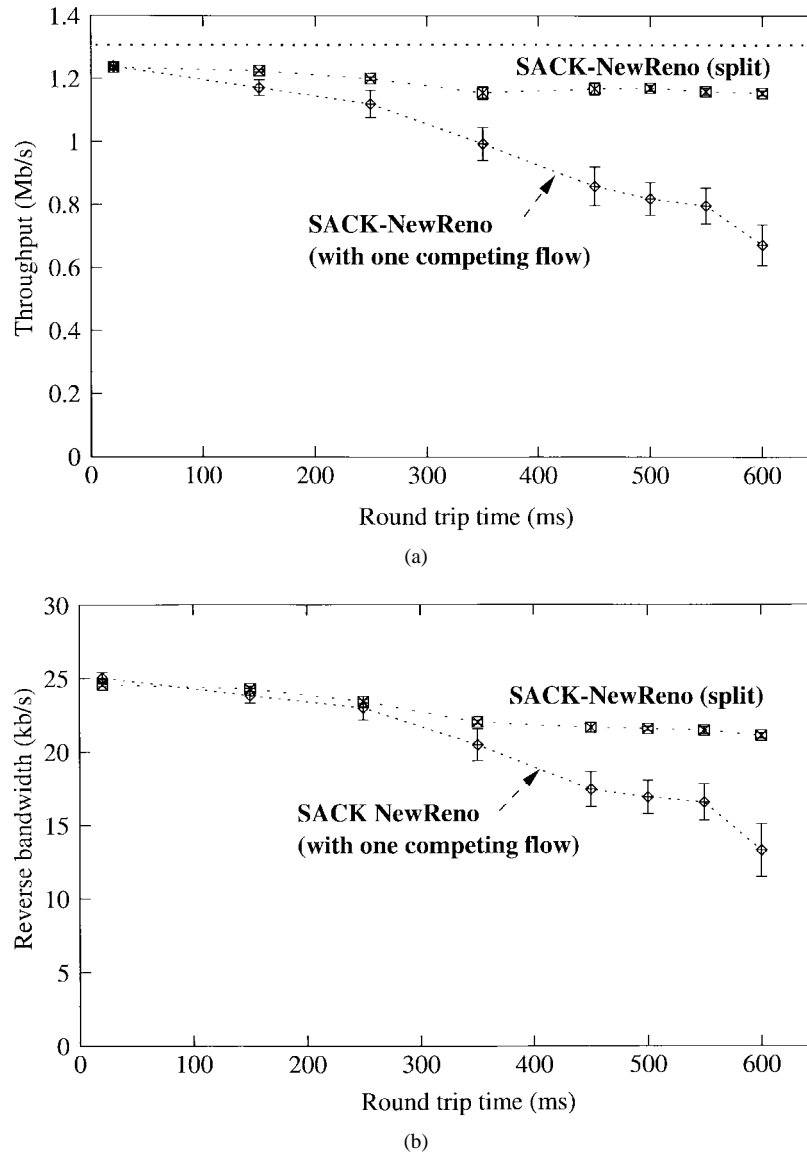 1.4
1.2
1
0.8
0.6
0.4
0.2
0
Throughput (Mb/s)
SACK-NewReno (split)
SACK-NewReno
(with one competing flow)
0 100 200 300 400 500 600
Round trip time (ms)
(a)
30
25
20
15
10
5
0
Reverse bandwidth (kb/s)
SACK-NewReno (split)
SACK NewReno
(with one competing flow)
0 100 200 300 400 500 600
Round trip time (ms)
(b)